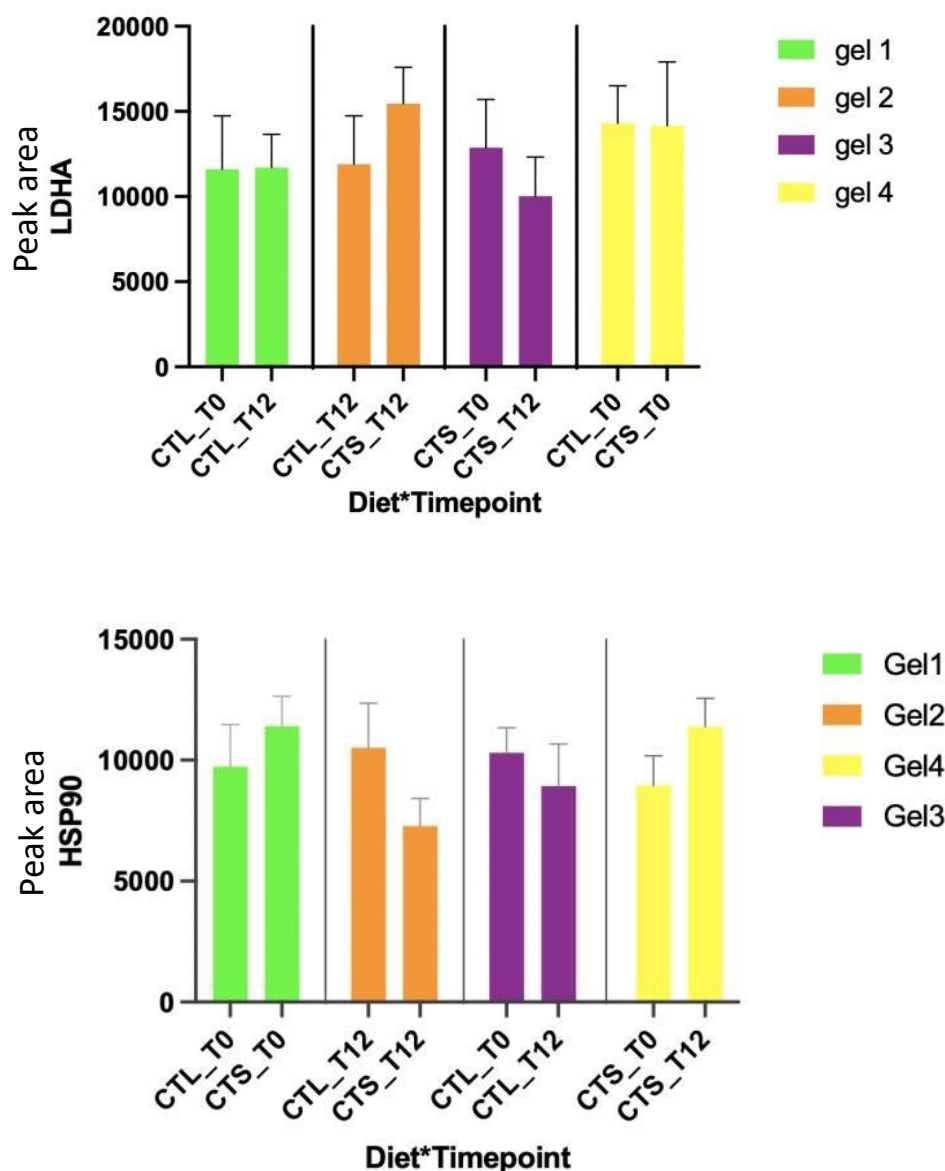 20000
15000
10000
5000
0
Peak area
LDHA
CTL_T0
CTL_T12
CTL_T12
CTS_T12
CTS_T0
CTS_T12
CTL_T0
CTS_T0
Diet*Timepoint
gel 1
gel 2
gel 3
gel 4
15000
10000
5000
0
Peak area
HSP90
CTL_T0
CTS_T0
CTL_T12
CTS_T12
CTL_T0
CTL_T12
CTS_T0
CTS_T12
Diet*Timepoint
Gel1
Gel2
Gel4
Gel3